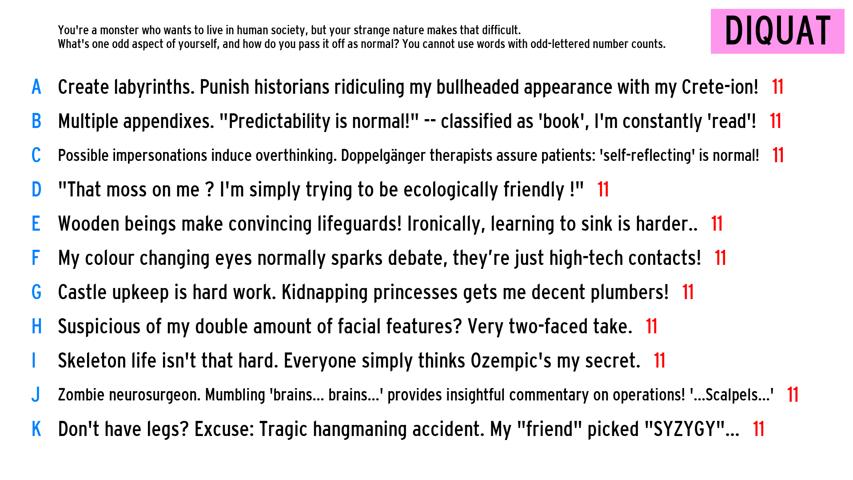 You're a monster who wants to live in human society, but your strange nature makes that difficult.
What's one odd aspect of yourself, and how do you pass it off as normal? You cannot use words with odd-lettered number counts.
DIQUAT
A Create labyrinths. Punish historians ridiculing my bullheaded appearance with my Crete-ion! 11
B Multiple appendixes. "Predictability is normal!" -- classified as 'book', I'm constantly 'read'! 11
C Possible impersonations induce overthinking. Doppelgänger therapists assure patients: 'self-reflecting' is normal! 11
D "That moss on me ? I'm simply trying to be ecologically friendly !" 11
E Wooden beings make convincing lifeguards! Ironically, learning to sink is harder.. 11
F My colour changing eyes normally sparks debate, they're just high-tech contacts! 11
G Castle upkeep is hard work. Kidnapping princesses gets me decent plumbers! 11
H Suspicious of my double amount of facial features? Very two-faced take. 11
I Skeleton life isn't that hard. Everyone simply thinks Ozempic's my secret. 11
J Zombie neurosurgeon. Mumbling 'brains... brains...' provides insightful commentary on operations! '...Scalpels...' 11
K Don't have legs? Excuse: Tragic hangmaning accident. My "friend" picked "SYZYGY"... 11